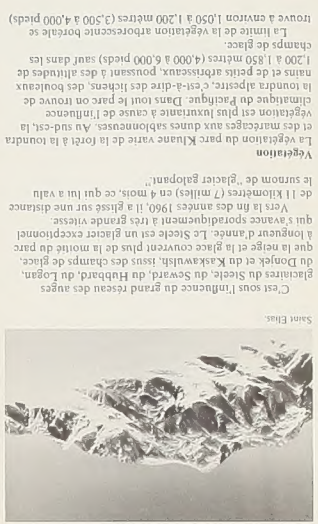 Saint Elias.
C'est sous l'influence du grand réseau des auges
glaciaires du Steele, du Seward, du Hubbard, du Logan,
du Donjek et du Kaskawulsh, issus des champs de glace,
que la neige et la glace couvrent plus de la moitié du parc
à longueur d'année. Le Steele est un glacier exceptionnel
qui s'avance sporadiquement à très grande vitesse.
Vers la fin des années 1960, il a glissé sur une distance
de 11 kilomètres (7 milles) en 4 mois, ce qui lui a valu
le surnom de "glacier galopant".
Végétation
La végétation du parc Kluane varie de la forêt à la toundra
et des marécages aux dunes sablonneuses. Au sud-est, la
végétation est plus luxuriante à cause de l'influence
climatique du Pacifique. Dans tout le parc on trouve de
la toundra alpestre, c'est-à-dire des lichens, des bouleaux
nains et de petits arbrisseaux, poussant à des altitudes de
1,200 à 1,850 mètres (4,000 à 6,000 pieds) sauf dans les
champs de glace.
La limite de la végétation arborescente boréale se
trouve à environ 1,050 à 1,200 mètres (3,500 à 4,000 pieds)